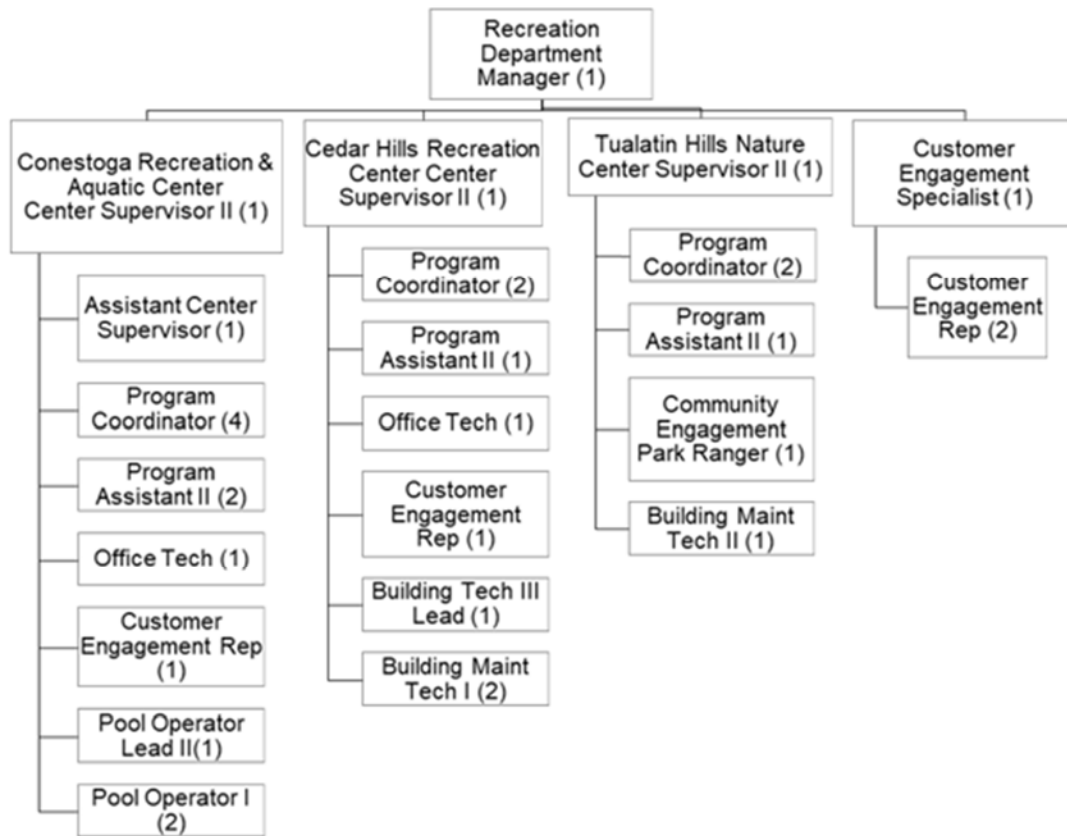 Recreation
Department
Manager (1)
Conestoga Recreation &
Aquatic Center
Center Supervisor II (1)
Assistant Center
Supervisor (1)
Program
Coordinator (4)
Program
Assistant II (2)
Office Tech (1)
Customer
Engagement Rep
(1)
Pool Operator
Lead II(1)
Pool Operator I
(2)
Cedar Hills Recreation
Center Center
Supervisor II (1)
Program
Coordinator (2)
Program
Assistant II (1)
Office Tech (1)
Customer
Engagement
Rep (1)
Building Tech III
Lead (1)
Building Maint
Tech I (2)
Tualatin Hills Nature
Center Supervisor II (1)
Program
Coordinator (2)
Program
Assistant II (1)
Community
Engagement
Park Ranger (1)
Building Maint
Tech II (1)
Customer
Engagement
Specialist (1)
Customer
Engagement
Rep (2)